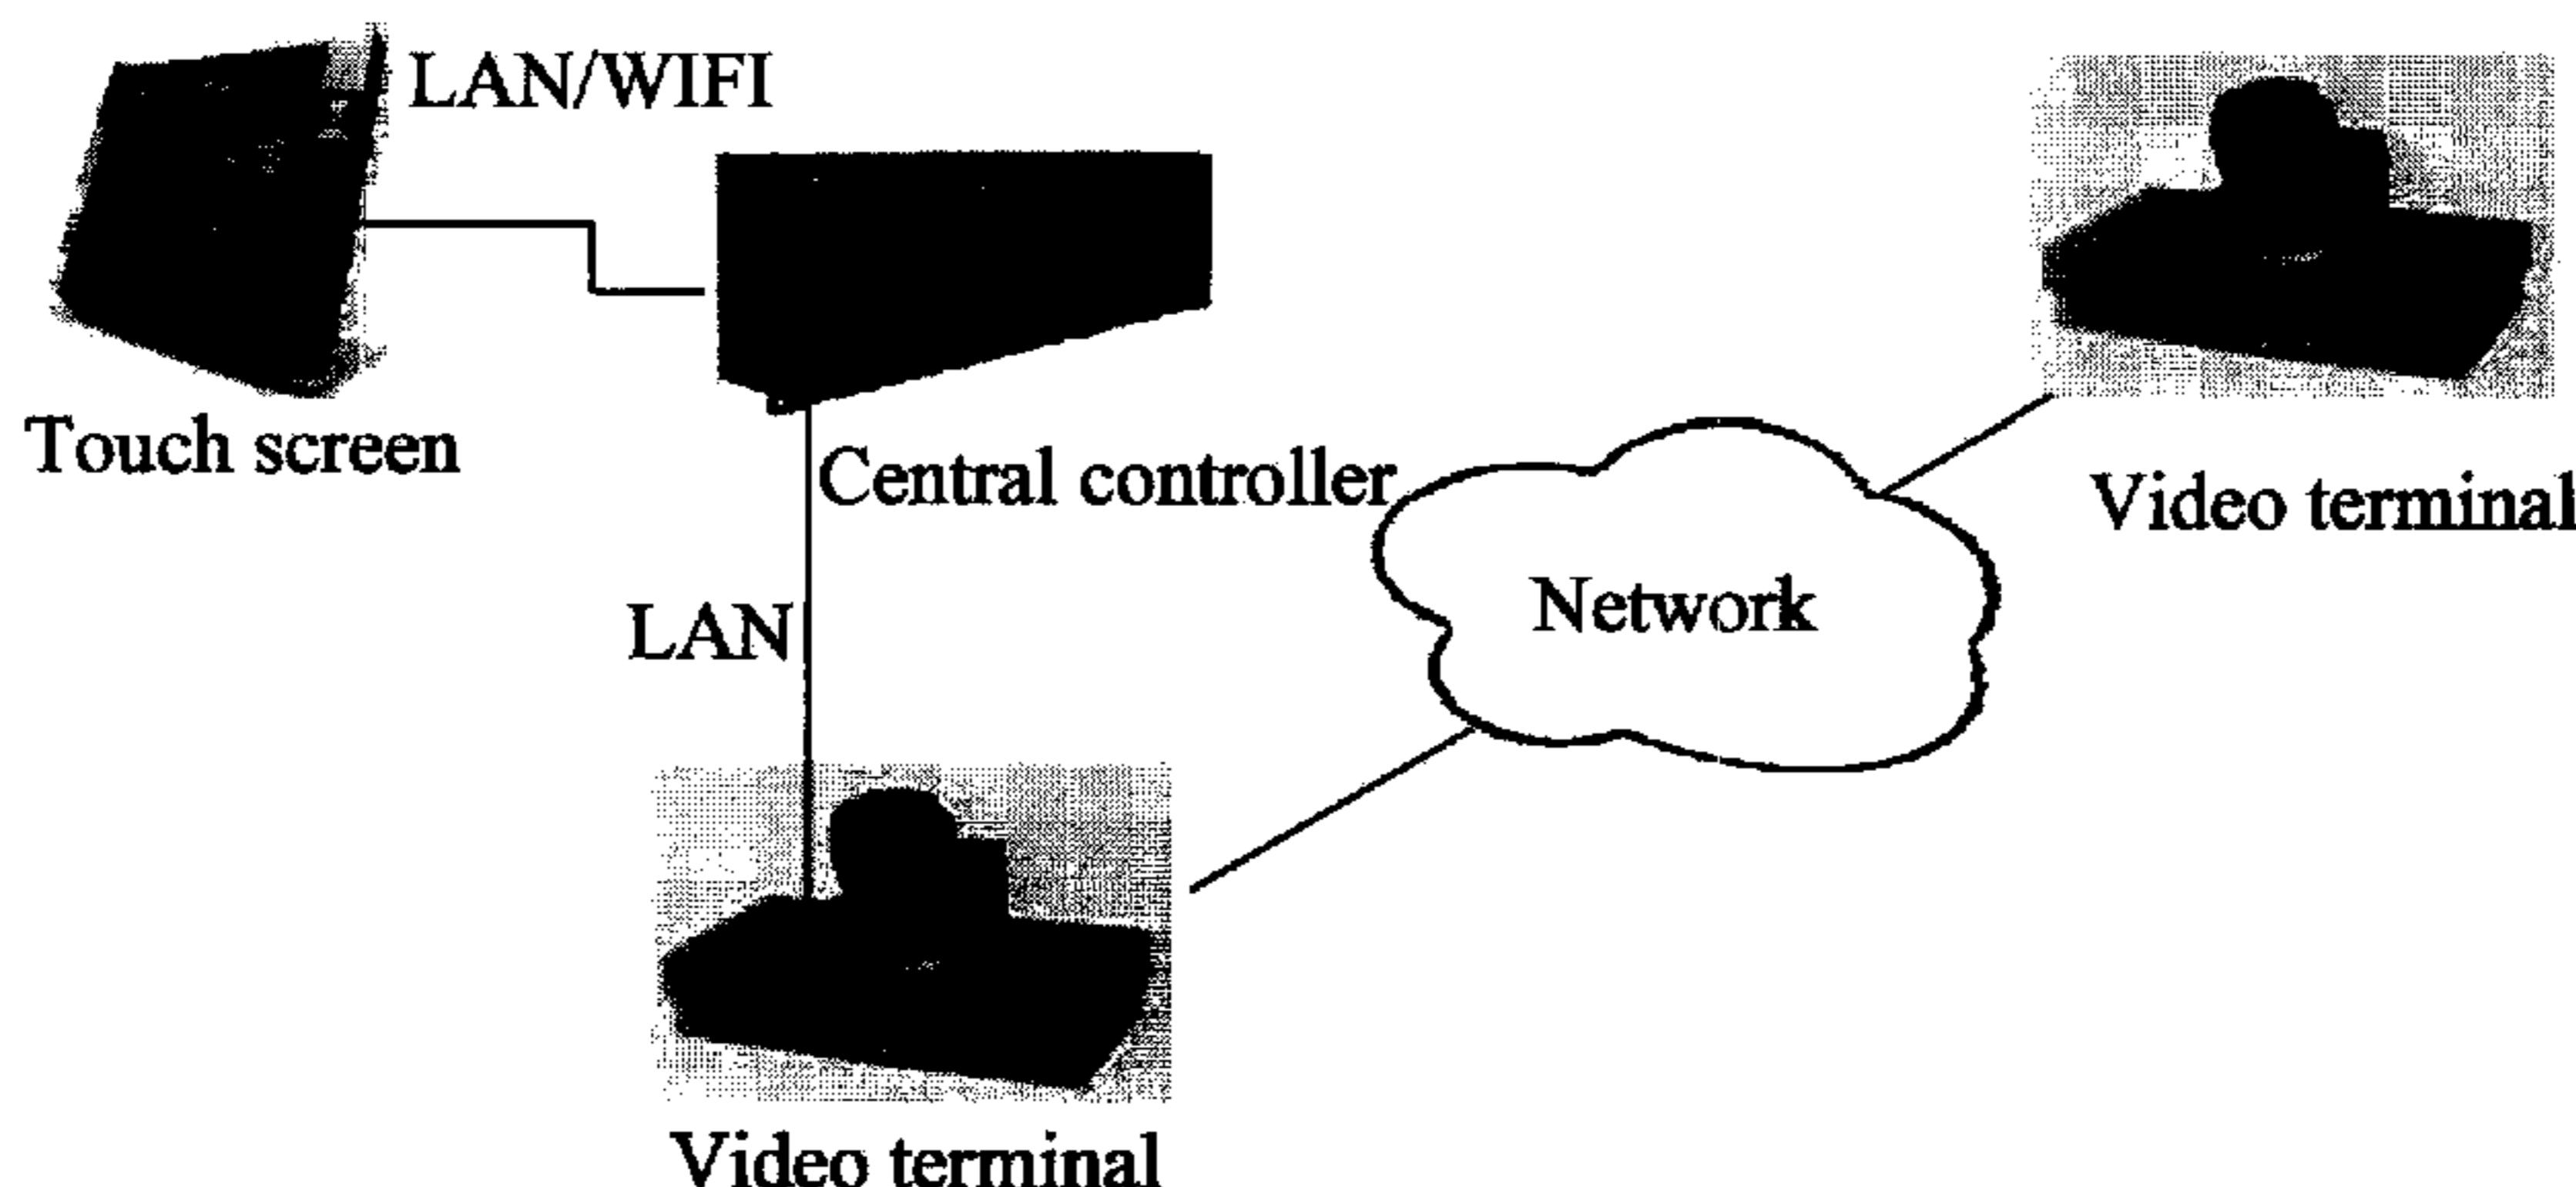 LAN/WIFI
Touch screen
Central controller
Video terminal
Network
LAN
Video terminal